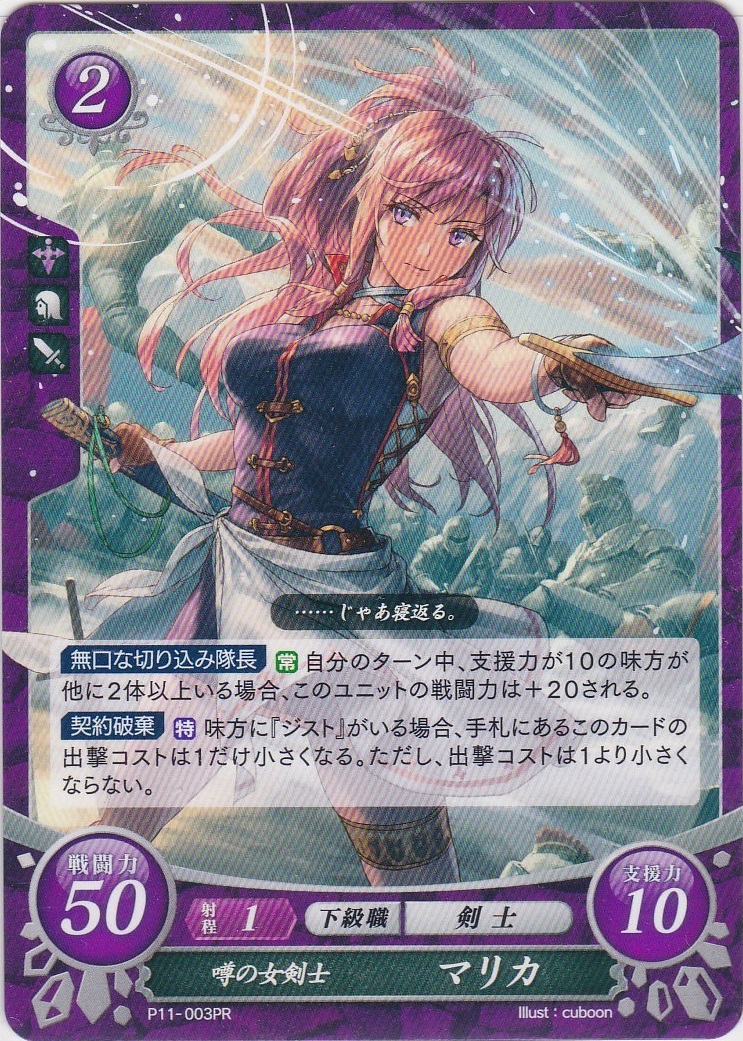 2
……じゃあ寝返る。
無口な切り込み隊長 常 自分のターン中、支援力が10の味方が
他に2体以上いる場合、このユニットの戦闘力は+20される。
契約破棄 特 味方に『ジスト』がいる場合、手札にあるこのカードの
出撃コストは1だけ小さくなる。ただし、出撃コストは1より小さく
ならない。
戦闘力
50
射程 1 下級職 剣士
支援力
10
噂の女剣士 マリカ
P11-003PR Illust : cuboon